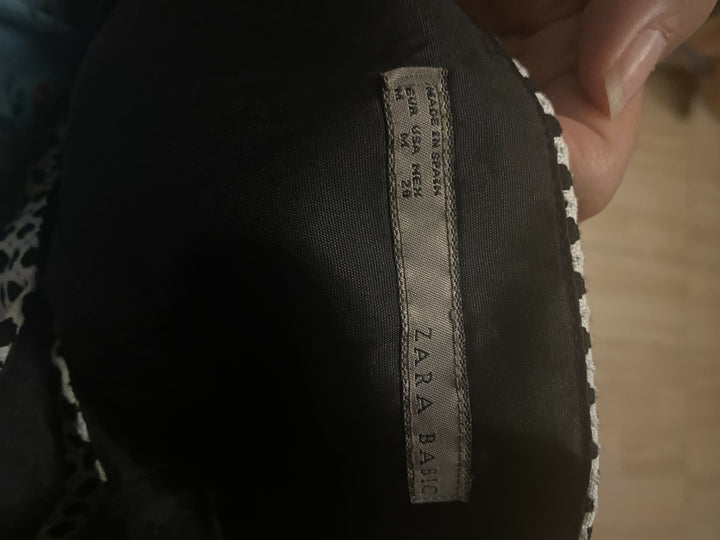 ZARA BASIC
MADE IN SPAIN
EUR USA MEX
M M 28